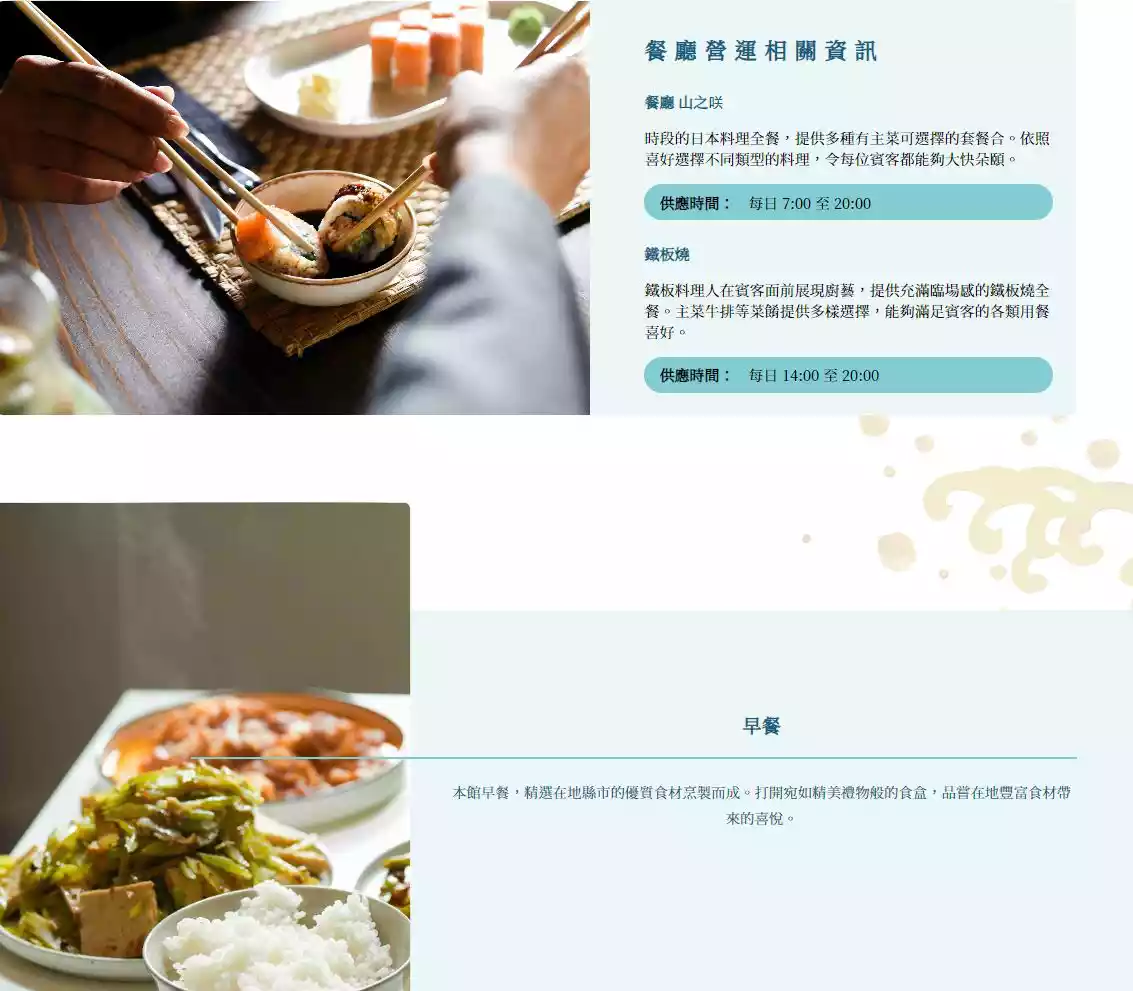 餐廳營運相關資訊
餐廳 山之咲
時段的日本料理全餐，提供多種有主菜可選擇的套餐合。依照
喜好選擇不同類型的料理，令每位賓客都能夠大快朵頤。
供應時間： 每日 7:00 至 20:00
鐵板燒
鐵板料理人在賓客面前展現廚藝，提供充滿臨場感的鐵板燒全
餐。主菜牛排等菜餚提供多樣選擇，能夠滿足賓客的各類用餐
喜好。
供應時間： 每日 14:00 至 20:00
早餐
本館早餐，精選在地縣市的優質食材烹製而成。打開宛如精美禮物般的食盒，品嘗在地豐富食材帶
來的喜悅。